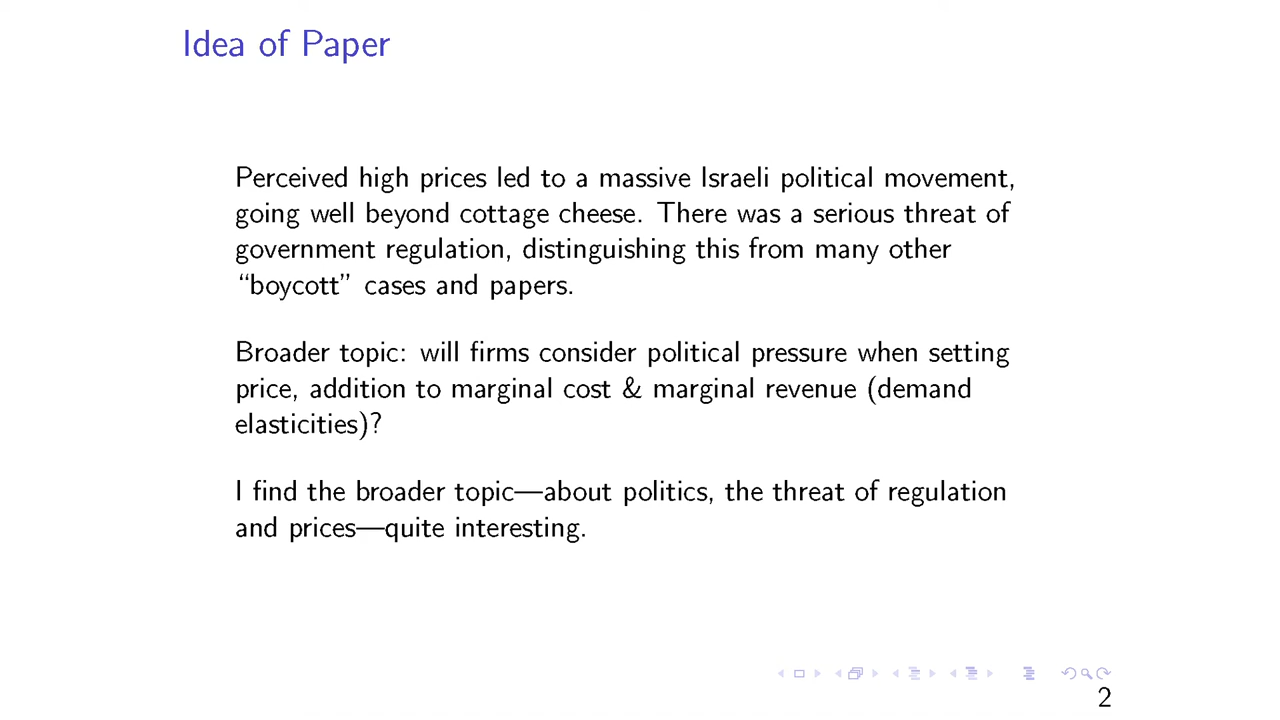 Idea of Paper
Perceived high prices led to a massive Israeli political movement,
going well beyond cottage cheese. There was a serious threat of
government regulation, distinguishing this from many other
“boycott” cases and papers.
Broader topic: will firms consider political pressure when setting
price, addition to marginal cost & marginal revenue (demand
elasticities)?
I find the broader topic—about politics, the threat of regulation
and prices—quite interesting.
2